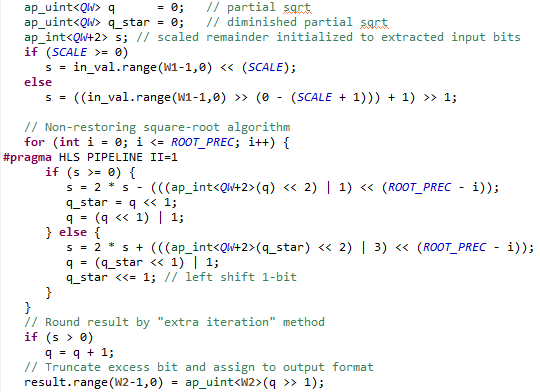 ap_uint<QW> q      = 0;   // partial sqrt
ap_uint<QW> q_star = 0;   // diminished partial sqrt
ap_int<QW+2> s; // scaled remainder initialized to extracted input bits
if (SCALE >= 0)
   s = in_val.range(W1-1,0) << (SCALE);
else
   s = ((in_val.range(W1-1,0) >> (0 - (SCALE + 1))) + 1) >> 1;
// Non-restoring square-root algorithm
for (int i = 0; i <= ROOT_PREC; i++) {
#pragma HLS PIPELINE II=1
   if (s >= 0) {
      s = 2 * s - (((ap_int<QW+2>(q) << 2) | 1) << (ROOT_PREC - i));
      q_star = q << 1;
      q = (q << 1) | 1;
   } else {
      s = 2 * s + (((ap_int<QW+2>(q_star) << 2) | 3) << (ROOT_PREC - i));
      q = (q_star << 1) | 1;
      q_star <<= 1; // left shift 1-bit
   }
}
// Round result by "extra iteration" method
if (s > 0)
   q = q + 1;
// Truncate excess bit and assign to output format
result.range(W2-1,0) = ap_uint<W2>(q >> 1);